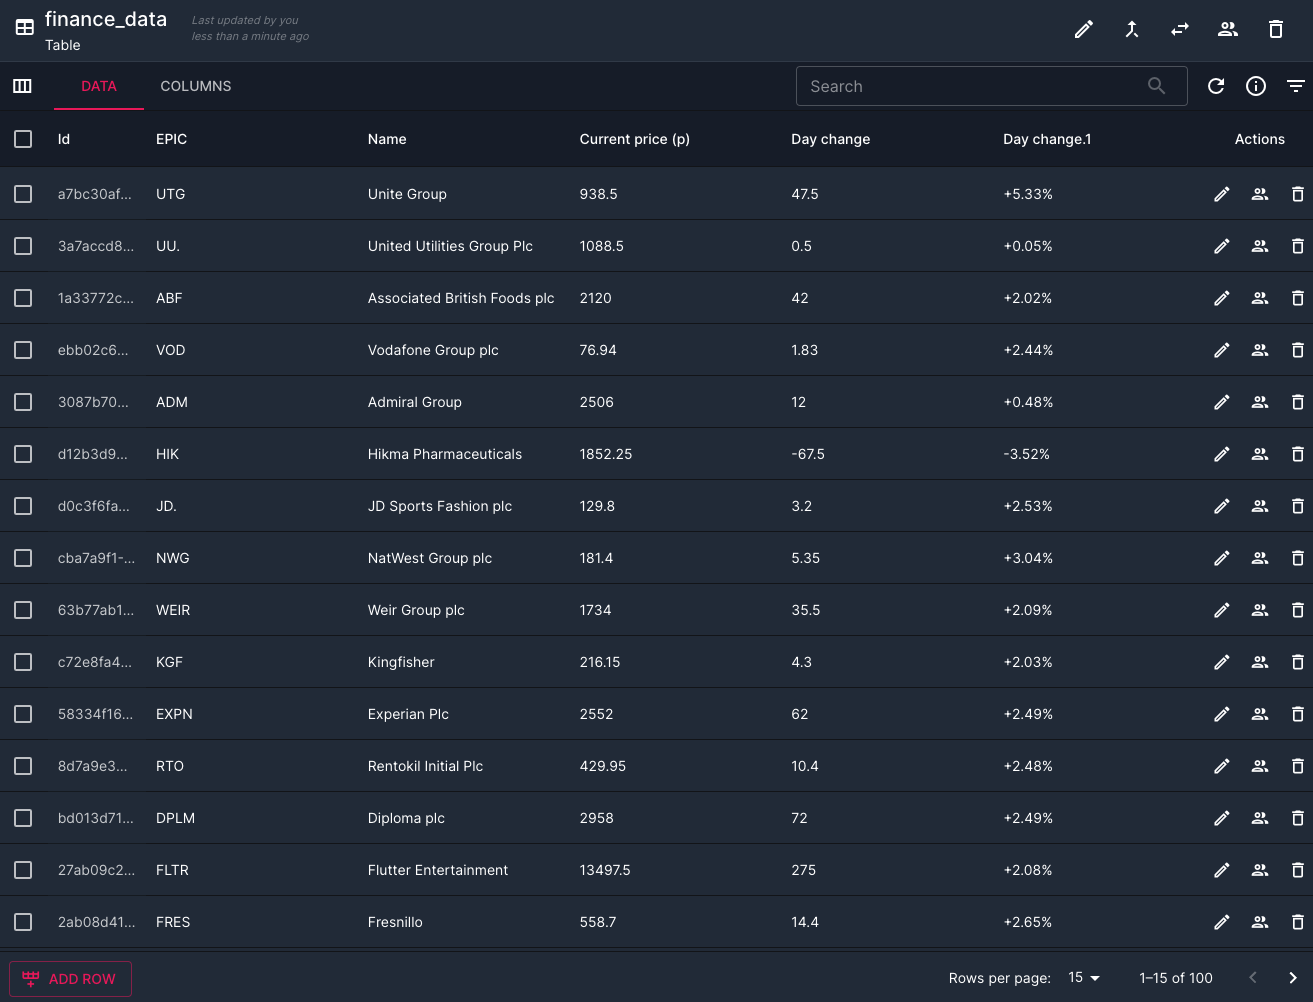 finance_data
Last updated by you
less than a minute ago
Table
DATA COLUMNS Search
Id EPIC Name Current price (p) Day change Day change.1 Actions
a7bc30af... UTG Unite Group 938.5 47.5 +5.33%
3a7accd8... UU. United Utilities Group Plc 1088.5 0.5 +0.05%
1a33772c... ABF Associated British Foods plc 2120 42 +2.02%
ebb02c6... VOD Vodafone Group plc 76.94 1.83 +2.44%
3087b70... ADM Admiral Group 2506 12 +0.48%
d12b3d9... HIK Hikma Pharmaceuticals 1852.25 -67.5 -3.52%
d0c3f6fa... JD. JD Sports Fashion plc 129.8 3.2 +2.53%
cba7a9f1-... NWG NatWest Group plc 181.4 5.35 +3.04%
63b77ab1... WEIR Weir Group plc 1734 35.5 +2.09%
c72e8fa4... KGF Kingfisher 216.15 4.3 +2.03%
58334f16... EXPN Experian Plc 2552 62 +2.49%
8d7a9e3... RTO Rentokil Initial Plc 429.95 10.4 +2.48%
bd013d71... DPLM Diploma plc 2958 72 +2.49%
27ab09c2... FLTR Flutter Entertainment 13497.5 275 +2.08%
2ab08d41... FRES Fresnillo 558.7 14.4 +2.65%
ADD ROW Rows per page: 15 1–15 of 100